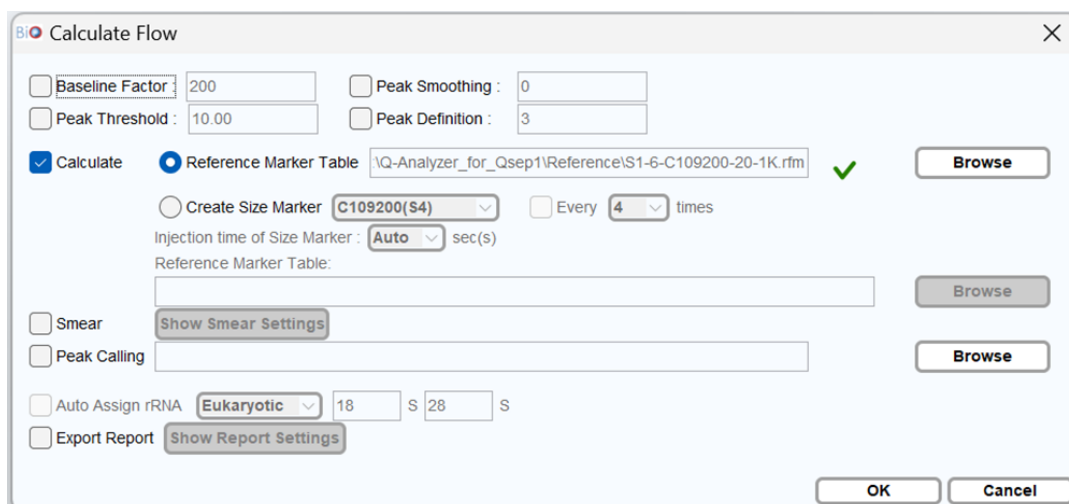 BiO Calculate Flow
Baseline Factor : 200 Peak Smoothing : 0
Peak Threshold : 10.00 Peak Definition : 3
Calculate Reference Marker Table :\Q-Analyzer_for_Qsep1\Reference\S1-6-C109200-20-1K.rfm Browse
Create Size Marker C109200(S4) Every 4 times
Injection time of Size Marker : Auto sec(s)
Reference Marker Table:
Browse
Smear Show Smear Settings
Peak Calling Browse
Auto Assign rRNA Eukaryotic 18 S 28 S
Export Report Show Report Settings
OK Cancel